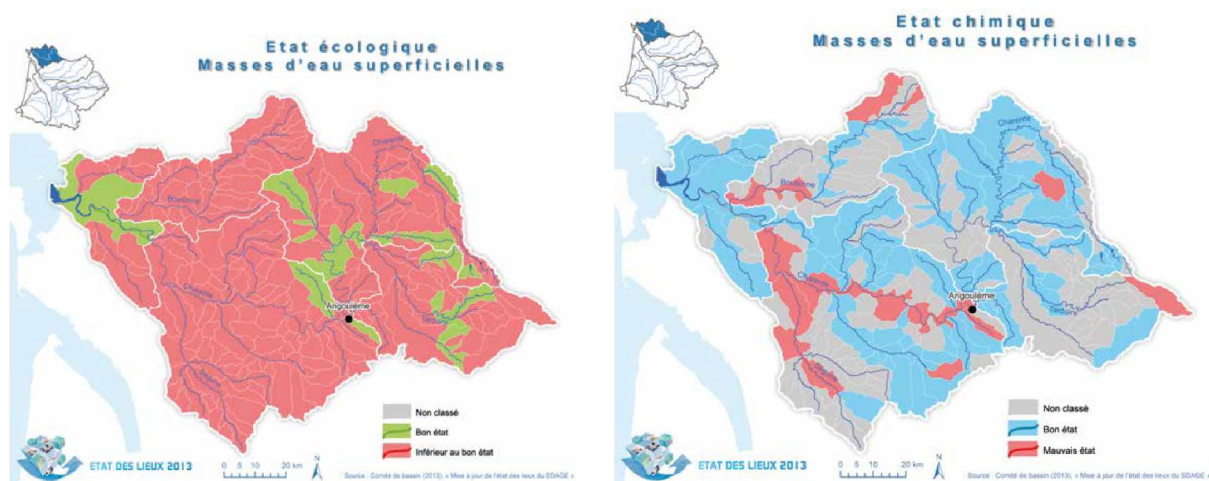 Etat écologique
Masses d'eau superficielles
Charente
Boutonne
Charente
Angoulême
Tardoire
Non classé
Bon état
Inférieur au bon état
ETAT DES LIEUX 2013
0 5 10 20 km
N
Source : Comité de bassin (2013), « Mise à jour de l'état des lieux du SDAGE »
Etat chimique
Masses d'eau superficielles
Charente
Boutonne
Charente
Angoulême
Tardoire
Non classé
Bon état
Mauvais état
ETAT DES LIEUX 2013
0 5 10 20 km
N
Source : Comité de bassin (2013), « Mise à jour de l'état des lieux du SDAGE »